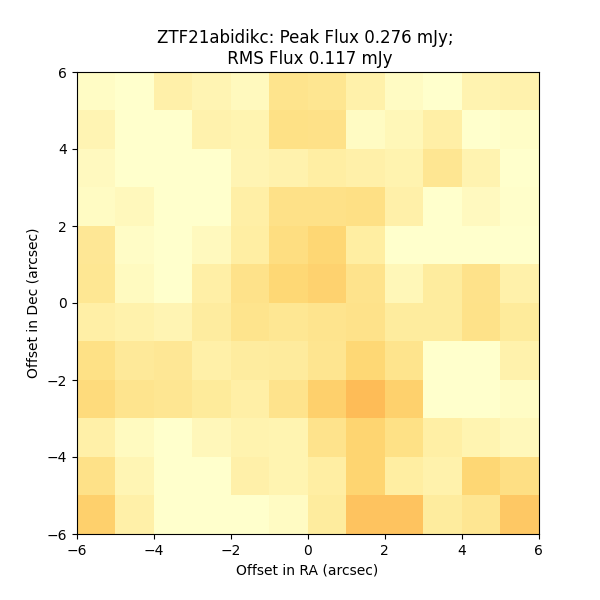 ZTF21abidikc: Peak Flux 0.276 mJy;
RMS Flux 0.117 mJy
6
4
2
0
−2
−4
−6
Offset in Dec (arcsec)
−6 −4 −2 0 2 4 6
Offset in RA (arcsec)